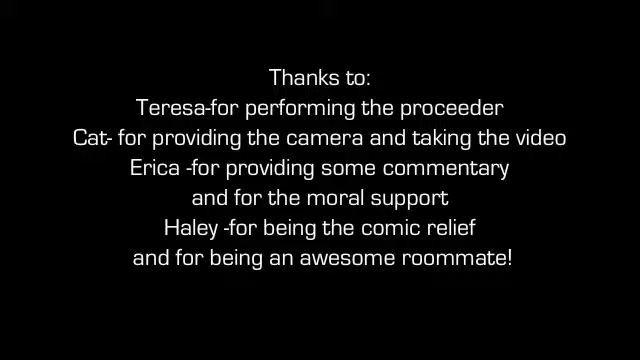 Thanks to:
Teresa-for performing the proceeder
Cat- for providing the camera and taking the video
Erica -for providing some commentary
and for the moral support
Haley -for being the comic relief
and for being an awesome roommate!